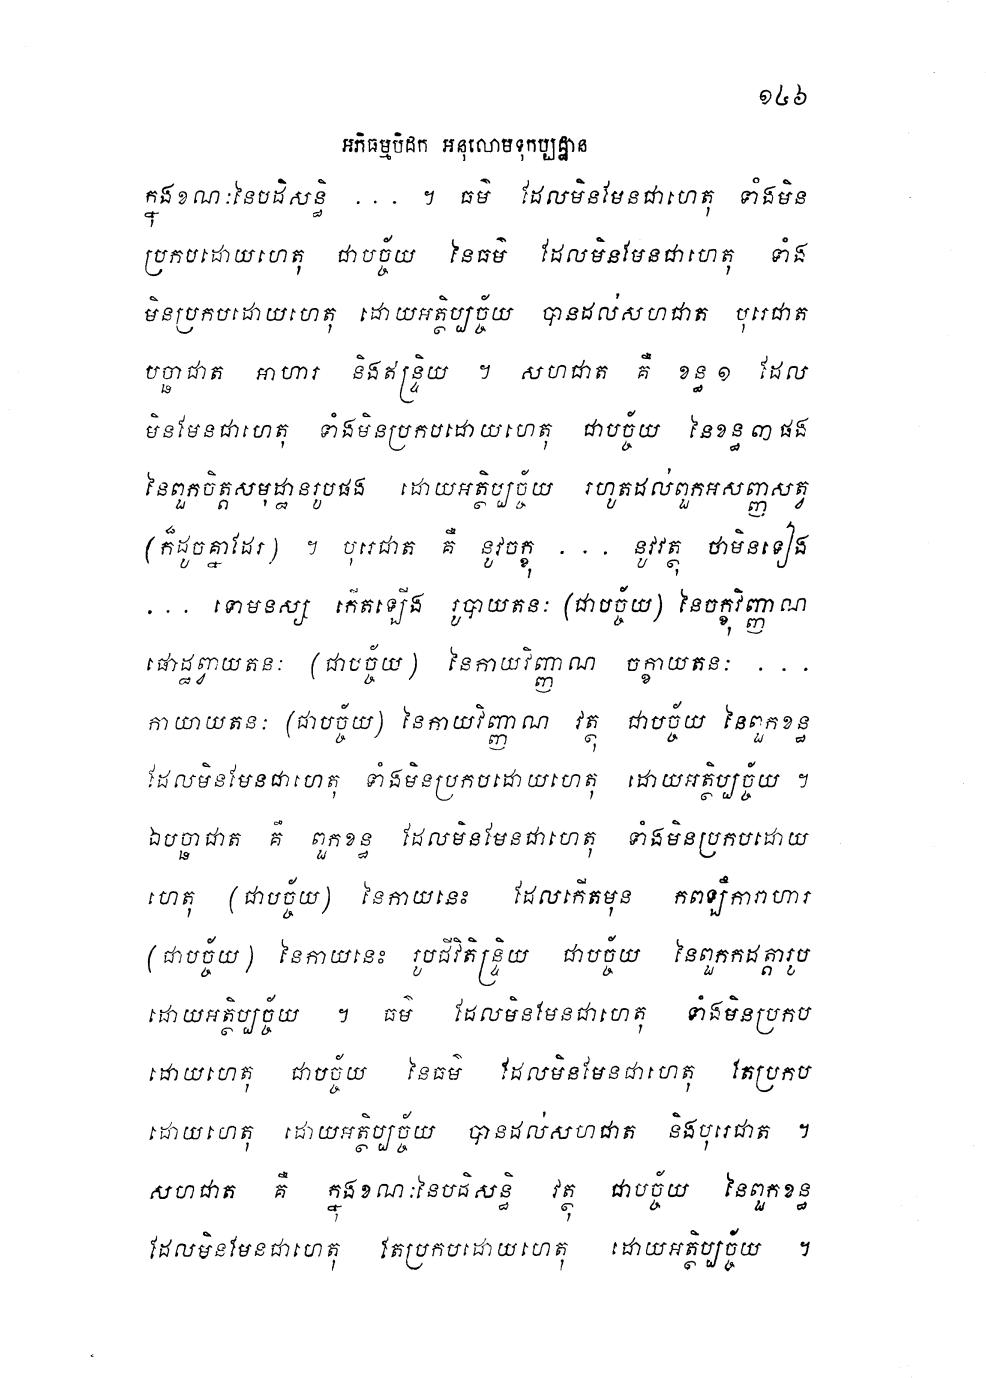 ១៤៦
អភិធម្មបិដក អនុលោមទុកប្បដ្ឋាន
ក្នុងខណៈនៃបដិសន្ធិ ... ។ ធម៌ ដែលមិនមែនជាហេតុ ទាំងមិន
ប្រកបដោយហេតុ ជាបច្ច័យ នៃធម៌ ដែលមិនមែនជាហេតុ ទាំង
មិនប្រកបដោយហេតុ ដោយអត្ថិប្បច្ច័យ បានដល់សហជាត បុរេជាត
បច្ឆាជាត អាហារ និងឥន្ទ្រិយ ។ សហជាត គឺ ខន្ធ ១ ដែល
មិនមែនជាហេតុ ទាំងមិនប្រកបដោយហេតុ ជាបច្ច័យ នៃខន្ធ ៣ ផង
នៃពួកចិត្តសមុដ្ឋានរូបផង ដោយអត្ថិប្បច្ច័យ រហូតដល់ពួកអសញ្ញសត្វ
(ក៏ដូចគ្នាដែរ) ។ បុរេជាត គឺ នូវចក្ខុ ... នូវវត្ថុ ថាមិនទៀង
... ទោមនស្ស កើតឡើង រូបាយតនៈ (ជាបច្ច័យ) នៃចក្ខុវិញ្ញាណ
ផោដ្ឋព្វាយតនៈ (ជាបច្ច័យ) នៃកាយវិញ្ញាណ ចក្ខាយតនៈ ...
កាយាយតនៈ (ជាបច្ច័យ) នៃកាយវិញ្ញាណ វត្ថុ ជាបច្ច័យ នៃពួកខន្ធ
ដែលមិនមែនជាហេតុ ទាំងមិនប្រកបដោយហេតុ ដោយអត្ថិប្បច្ច័យ ។
ឯបច្ឆាជាត គឺ ពួកខន្ធ ដែលមិនមែនជាហេតុ ទាំងមិនប្រកបដោយ
ហេតុ (ជាបច្ច័យ) នៃកាយនេះ ដែលកើតមុន កពឡឹការាហារ
(ជាបច្ច័យ) នៃកាយនេះ រូបជីវិតិន្ទ្រិយ ជាបច្ច័យ នៃពួកកដត្តារូប
ដោយអត្ថិប្បច្ច័យ ។ ធម៌ ដែលមិនមែនជាហេតុ ទាំងមិនប្រកប
ដោយហេតុ ជាបច្ច័យ នៃធម៌ ដែលមិនមែនជាហេតុ តែប្រកប
ដោយហេតុ ដោយអត្ថិប្បច្ច័យ បានដល់សហជាត និងបុរេជាត ។
សហជាត គឺ ក្នុងខណៈនៃបដិសន្ធិ វត្ថុ ជាបច្ច័យ នៃពួកខន្ធ
ដែលមិនមែនជាហេតុ តែប្រកបដោយហេតុ ដោយអត្ថិប្បច្ច័យ ។